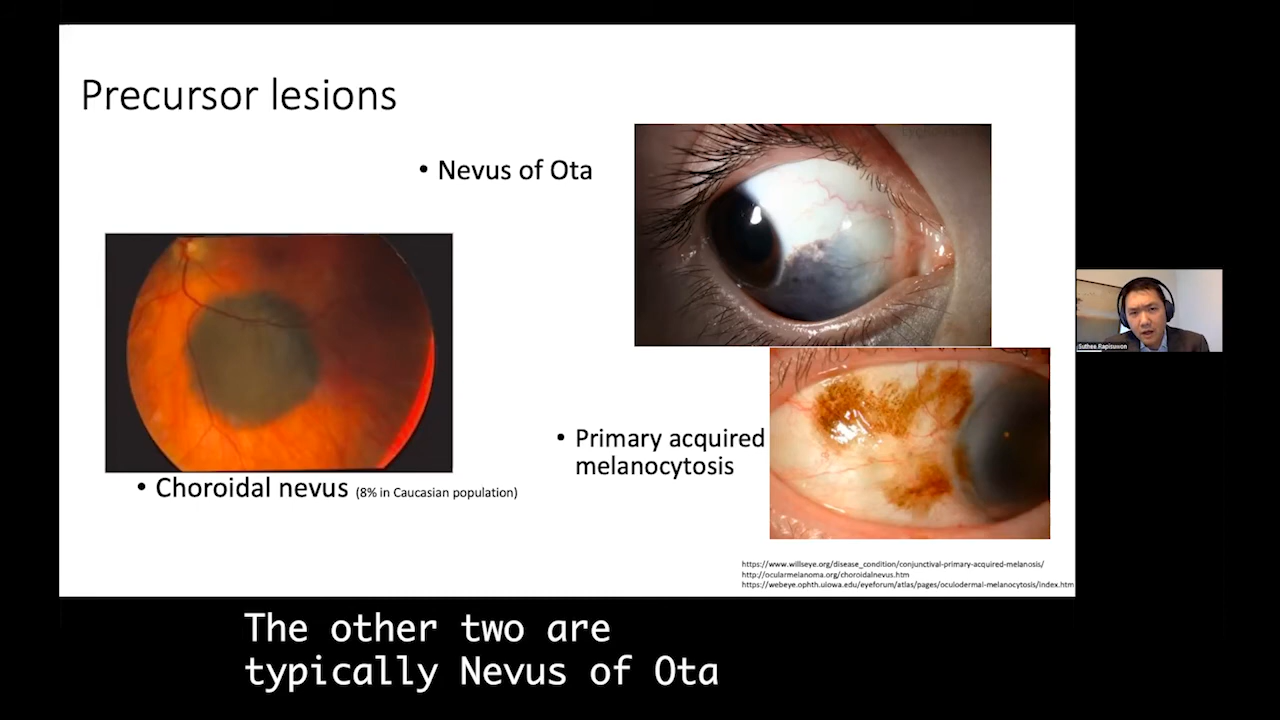 Precursor lesions
• Nevus of Ota
• Choroidal nevus (8% in Caucasian population)
• Primary acquired
melanocytosis
https://www.willseye.org/disease_condition/conjunctival-primary-acquired-melanosis/
http://ocularmelanoma.org/choroidalnevus.htm
https://webeye.ophth.uiowa.edu/eyeforum/atlas/pages/oculodermal-melanocytosis/index.htm
Suthee Rapisuwon
The other two are
typically Nevus of Ota